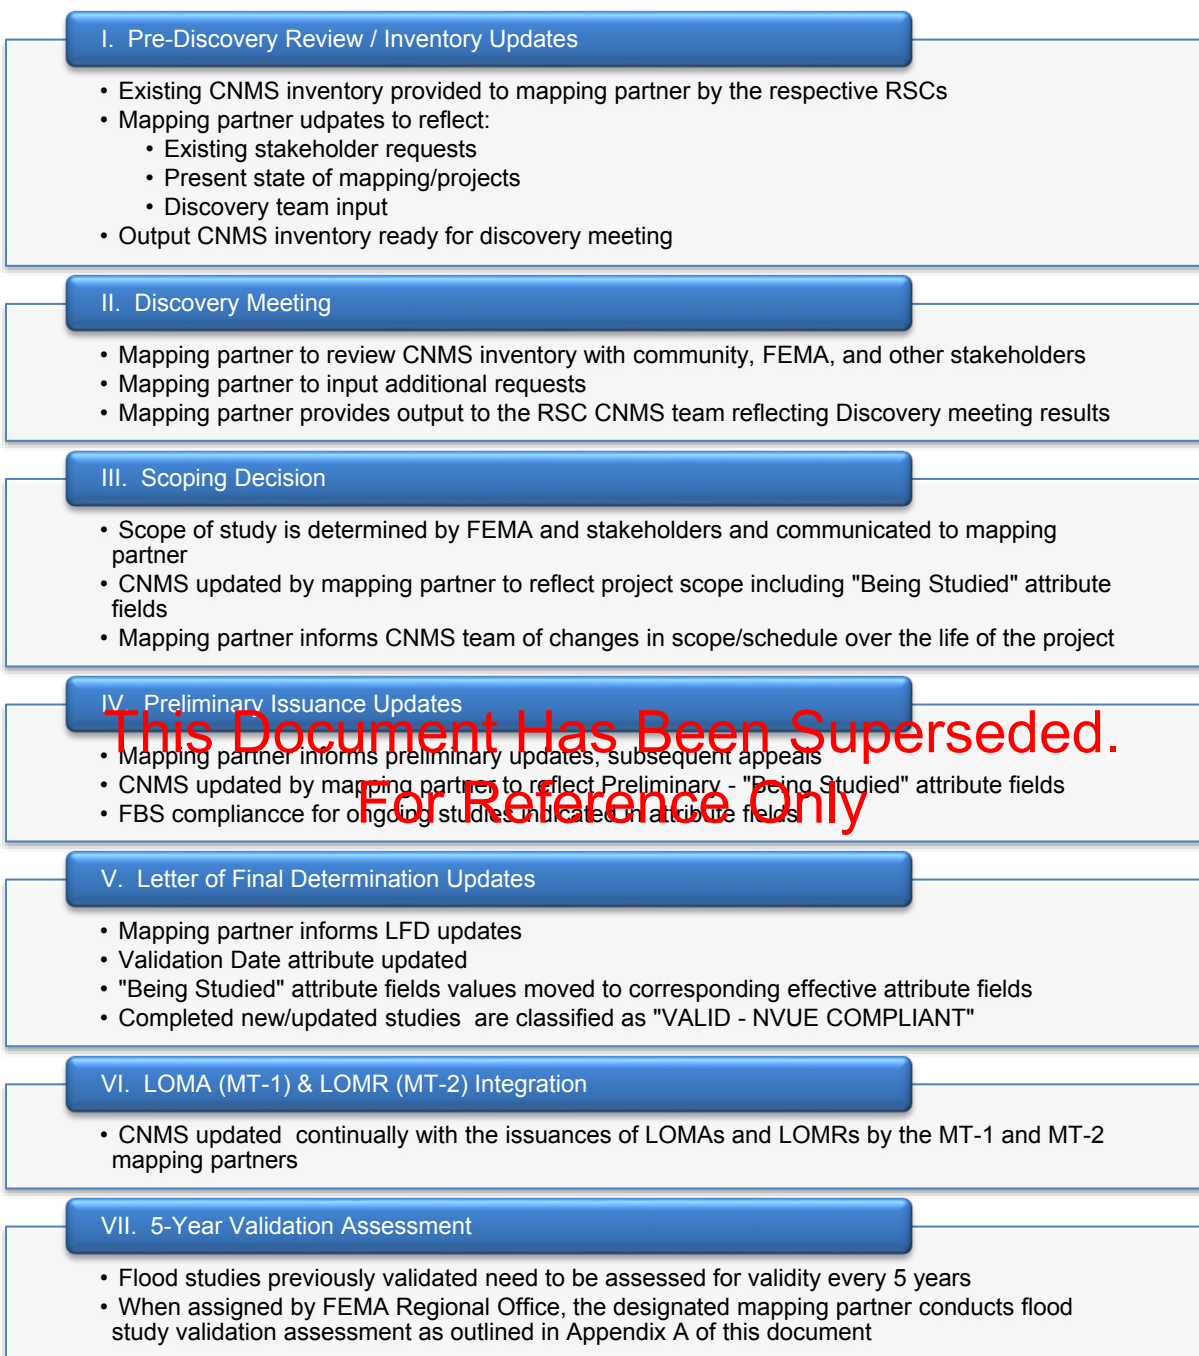 I. Pre-Discovery Review / Inventory Updates
• Existing CNMS inventory provided to mapping partner by the respective RSCs
• Mapping partner udpates to reflect:
• Existing stakeholder requests
• Present state of mapping/projects
• Discovery team input
• Output CNMS inventory ready for discovery meeting
II. Discovery Meeting
• Mapping partner to review CNMS inventory with community, FEMA, and other stakeholders
• Mapping partner to input additional requests
• Mapping partner provides output to the RSC CNMS team reflecting Discovery meeting results
III. Scoping Decision
• Scope of study is determined by FEMA and stakeholders and communicated to mapping
partner
• CNMS updated by mapping partner to reflect project scope including "Being Studied" attribute
fields
• Mapping partner informs CNMS team of changes in scope/schedule over the life of the project
IV. Preliminary Issuance Updates
This Document Has Been Superseded.
• Mapping partner informs preliminary updates, subsequent appeals
• CNMS updated by mapping partner to reflect Preliminary - "Being Studied" attribute fields
For Reference Only
• FBS compliancce for ongoing studies indicated in attribute fields
V. Letter of Final Determination Updates
• Mapping partner informs LFD updates
• Validation Date attribute updated
• "Being Studied" attribute fields values moved to corresponding effective attribute fields
• Completed new/updated studies are classified as "VALID - NVUE COMPLIANT"
VI. LOMA (MT-1) & LOMR (MT-2) Integration
• CNMS updated continually with the issuances of LOMAs and LOMRs by the MT-1 and MT-2
mapping partners
VII. 5-Year Validation Assessment
• Flood studies previously validated need to be assessed for validity every 5 years
• When assigned by FEMA Regional Office, the designated mapping partner conducts flood
study validation assessment as outlined in Appendix A of this document